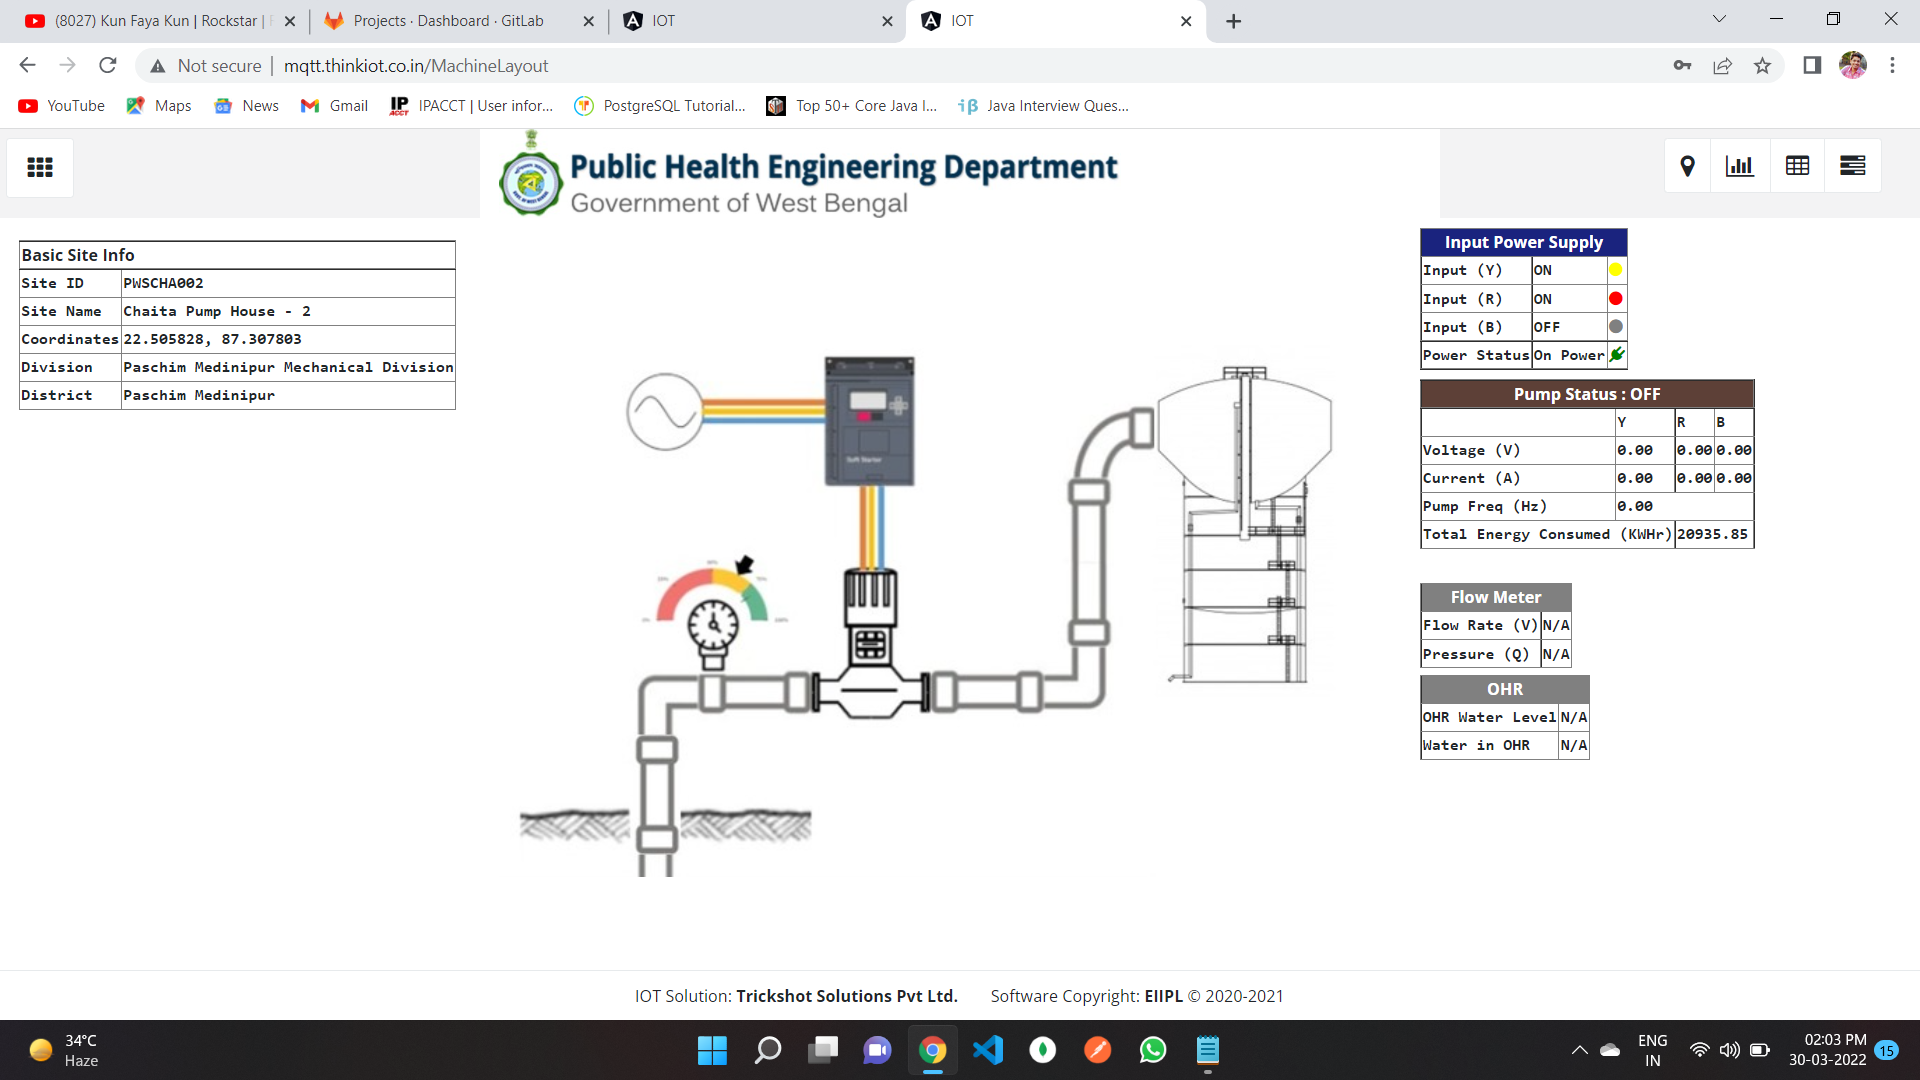 (8027) Kun Faya Kun | Rockstar |
Projects · Dashboard · GitLab
IOT
IOT
Not secure | mqtt.thinkiot.co.in/MachineLayout
YouTube
Maps
News
Gmail
IPACCT | User infor...
PostgreSQL Tutorial...
Top 50+ Core Java I...
Java Interview Ques...
Public Health Engineering Department
Government of West Bengal
Basic Site Info
Site ID PWSCHA002
Site Name Chaita Pump House - 2
Coordinates 22.505828, 87.307803
Division Paschim Medinipur Mechanical Division
District Paschim Medinipur
Input Power Supply
Input (Y) ON
Input (R) ON
Input (B) OFF
Power Status On Power
Pump Status : OFF
Y R B
Voltage (V) 0.00 0.00 0.00
Current (A) 0.00 0.00 0.00
Pump Freq (Hz) 0.00
Total Energy Consumed (KWHr) 20935.85
Flow Meter
Flow Rate (V) N/A
Pressure (Q) N/A
OHR
OHR Water Level N/A
Water in OHR N/A
Soft Starter
IOT Solution: Trickshot Solutions Pvt Ltd. Software Copyright: EIIPL © 2020-2021
34°C
Haze
ENG
IN
02:03 PM
30-03-2022
15